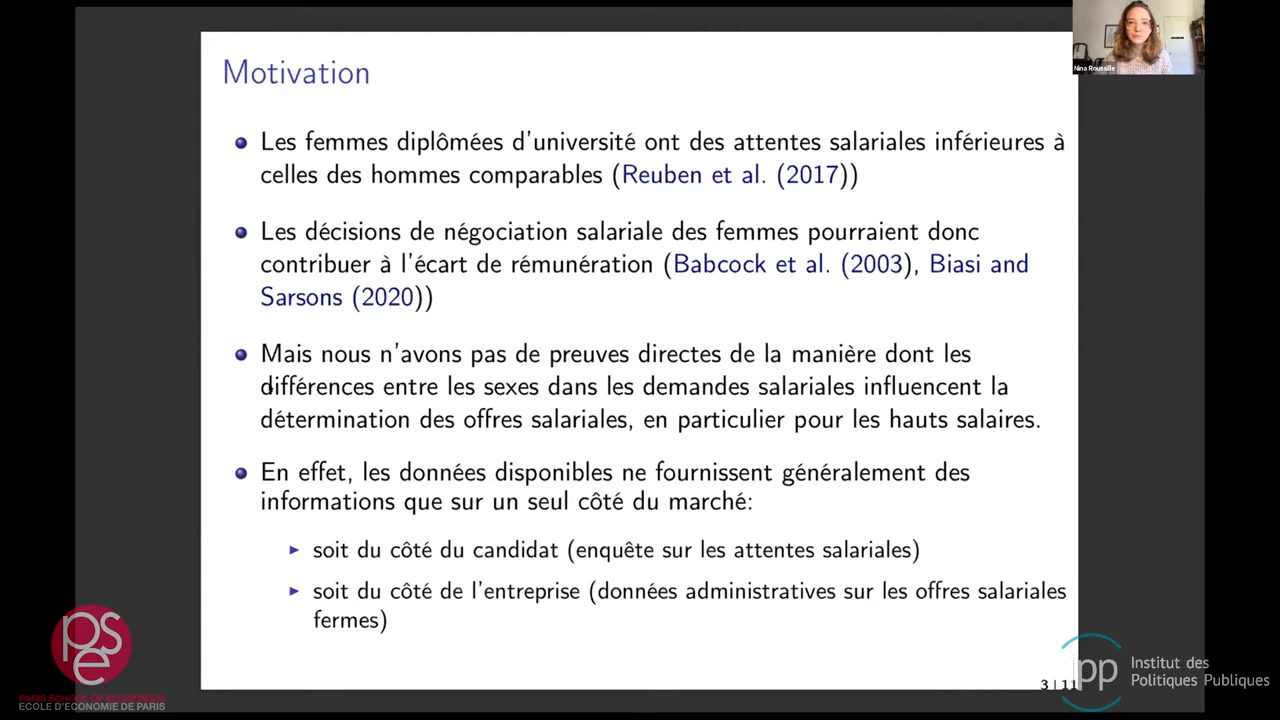 Motivation
Nina Roussille
Les femmes diplômées d'université ont des attentes salariales inférieures à
celles des hommes comparables (Reuben et al. (2017))
Les décisions de négociation salariale des femmes pourraient donc
contribuer à l'écart de rémunération (Babcock et al. (2003), Biasi and
Sarsons (2020))
Mais nous n'avons pas de preuves directes de la manière dont les
différences entre les sexes dans les demandes salariales influencent la
détermination des offres salariales, en particulier pour les hauts salaires.
En effet, les données disponibles ne fournissent généralement des
informations que sur un seul côté du marché:
soit du côté du candidat (enquête sur les attentes salariales)
soit du côté de l'entreprise (données administratives sur les offres salariales
fermes)
3 | 11
pse
PARIS SCHOOL OF ECONOMICS
ECOLE D'ECONOMIE DE PARIS
ipp
Institut des
Politiques Publiques